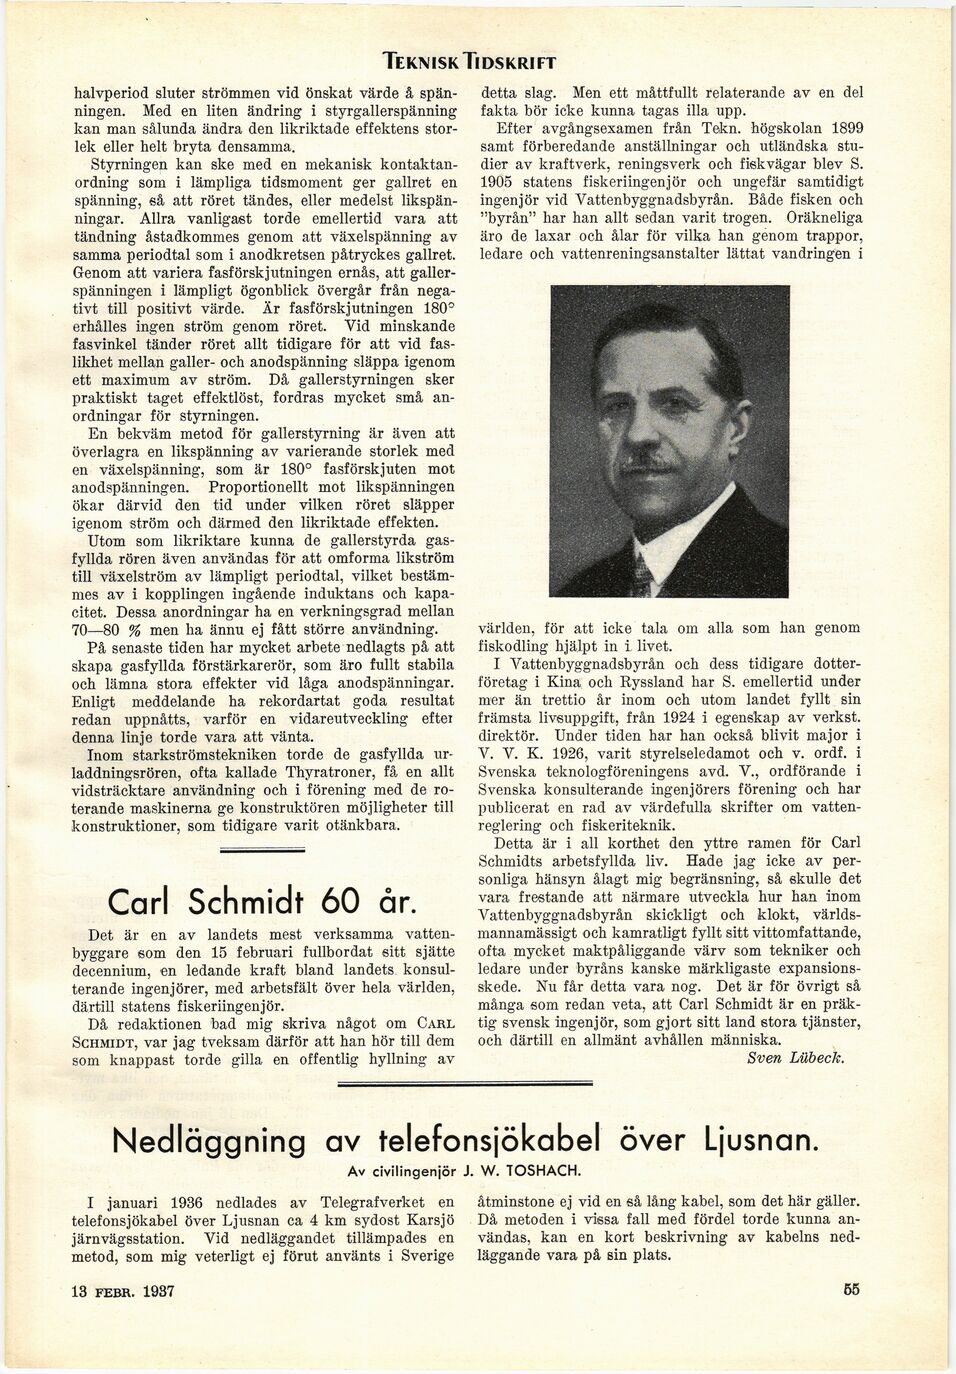 TEKNISK TIDSKRIFT
halvperiod sluter strömmen vid önskat värde å spän-
ningen. Med en liten ändring i styrgallerspänning
kan man sålunda ändra den likriktade effektens stor-
lek eller helt bryta densamma.
Styrningen kan ske med en mekanisk kontaktan-
ordning som i lämpliga tidsmoment ger gallret en
spänning, så att röret tändes, eller medelst likspän-
ningar. Allra vanligast torde emellertid vara att
tändning åstadkommes genom att växelspänning av
samma periodtal som i anodkretsen påtryckes gallret.
Genom att variera fasförskjutningen ernås, att galler-
spänningen i lämpligt ögonblick övergår från nega-
tivt till positivt värde. Är fasförskjutningen 180°
erhålles ingen ström genom röret. Vid minskande
fasvinkel tänder röret allt tidigare för att vid fas-
likhet mellan galler- och anodspänning släppa igenom
ett maximum av ström. Då gallerstyrningen sker
praktiskt taget effektlöst, fordras mycket små an-
ordningar för styrningen.
En bekväm metod för gallerstyrning är även att
överlagra en likspänning av varierande storlek med
en växelspänning, som är 180° fasförskjuten mot
anodspänningen. Proportionellt mot likspänningen
ökar därvid den tid under vilken röret släpper
igenom ström och därmed den likriktade effekten.
Utom som likriktare kunna de gallerstyrda gas-
fyllda rören även användas för att omforma likström
till växelström av lämpligt periodtal, vilket bestäm-
mes av i kopplingen ingående induktans och kapa-
citet. Dessa anordningar ha en verkningsgrad mellan
70—80 % men ha ännu ej fått större användning.
På senaste tiden har mycket arbete nedlagts på att
skapa gasfyllda förstärkarerör, som äro fullt stabila
och lämna stora effekter vid låga anodspänningar.
Enligt meddelande ha rekordartat goda resultat
redan uppnåtts, varför en vidareutveckling efter
denna linje torde vara att vänta.
Inom starkströmstekniken torde de gasfyllda ur-
laddningsrören, ofta kallade Thyratroner, få en allt
vidsträcktare användning och i förening med de ro-
terande maskinerna ge konstruktören möjligheter till
konstruktioner, som tidigare varit otänkbara.
Carl Schmidt 60 år.
Det är en av landets mest verksamma vatten-
byggare som den 15 februari fullbordat sitt sjätte
decennium, en ledande kraft bland landets konsul-
terande ingenjörer, med arbetsfält över hela världen,
därtill statens fiskeriingenjör.
Då redaktionen bad mig skriva något om CARL
SCHMIDT, var jag tveksam därför att han hör till dem
som knappast torde gilla en offentlig hyllning av
detta slag. Men ett måttfullt relaterande av en del
fakta bör icke kunna tagas illa upp.
Efter avgångsexamen från Tekn. högskolan 1899
samt förberedande anställningar och utländska stu-
dier av kraftverk, reningsverk och fiskvägar blev S.
1905 statens fiskeriingenjör och ungefär samtidigt
ingenjör vid Vattenbyggnadsbyrån. Både fisken och
”byrån” har han allt sedan varit trogen. Oräkneliga
äro de laxar och ålar för vilka han genom trappor,
ledare och vattenreningsanstalter lättat vandringen i
världen, för att icke tala om alla som han genom
fiskodling hjälpt in i livet.
I Vattenbyggnadsbyrån och dess tidigare dotter-
företag i Kina och Ryssland har S. emellertid under
mer än trettio år inom och utom landet fyllt sin
främsta livsuppgift, från 1924 i egenskap av verkst.
direktör. Under tiden har han också blivit major i
V. V. K. 1926, varit styrelseledamot och v. ordf. i
Svenska teknologföreningens avd. V., ordförande i
Svenska konsulterande ingenjörers förening och har
publicerat en rad av värdefulla skrifter om vatten-
reglering och fiskeriteknik.
Detta är i all korthet den yttre ramen för Carl
Schmidts arbetsfyllda liv. Hade jag icke av per-
sonliga hänsyn ålagt mig begränsning, så skulle det
vara frestande att närmare utveckla hur han inom
Vattenbyggnadsbyrån skickligt och klokt, världs-
mannamässigt och kamratligt fyllt sitt vittomfattande,
ofta mycket maktpåliggande värv som tekniker och
ledare under byråns kanske märkligaste expansions-
skede. Nu får detta vara nog. Det är för övrigt så
många som redan veta, att Carl Schmidt är en präk-
tig svensk ingenjör, som gjort sitt land stora tjänster,
och därtill en allmänt avhållen människa.
Sven Lübeck.
Nedläggning av telefonsjökabel över Ljusnan.
Av civilingenjör J. W. TOSHACH.
I januari 1936 nedlades av Telegrafverket en
telefonsjökabel över Ljusnan ca 4 km sydost Karsjö
järnvägsstation. Vid nedläggandet tillämpades en
metod, som mig veterligt ej förut använts i Sverige
åtminstone ej vid en så lång kabel, som det här gäller.
Då metoden i vissa fall med fördel torde kunna an-
vändas, kan en kort beskrivning av kabelns ned-
läggande vara på sin plats.
13 FEBR. 1937
55